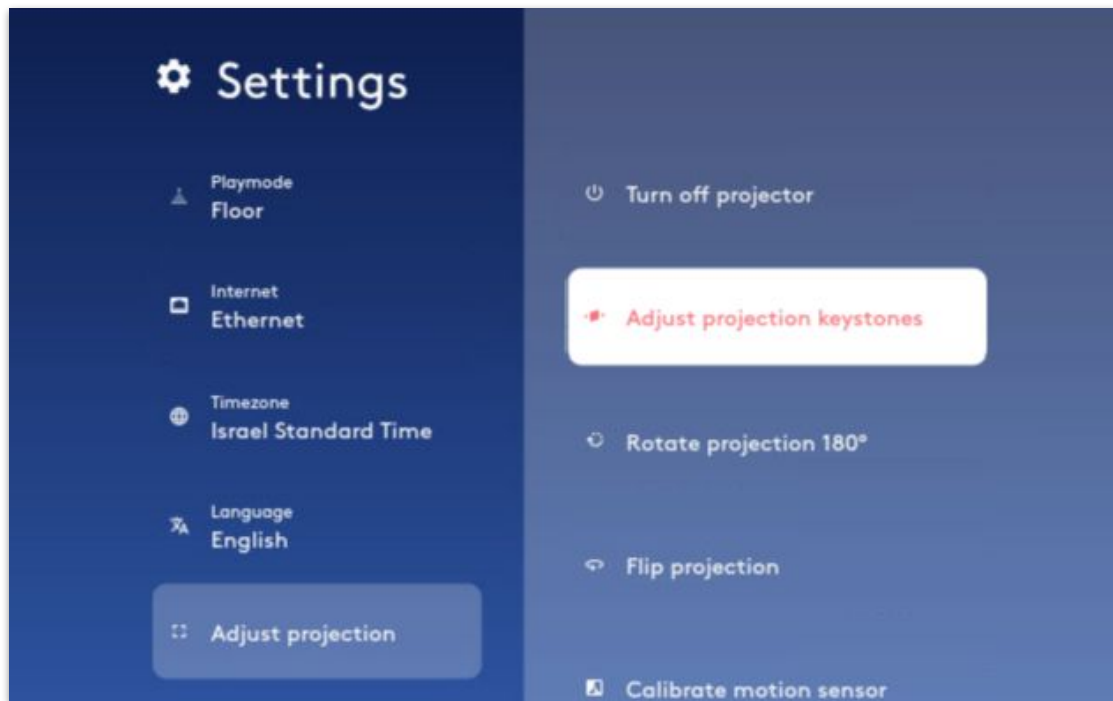 Settings
Playmode
Floor
Internet
Ethernet
Timezone
Israel Standard Time
Language
English
Adjust projection
Turn off projector
Adjust projection keystones
Rotate projection 180°
Flip projection
Calibrate motion sensor